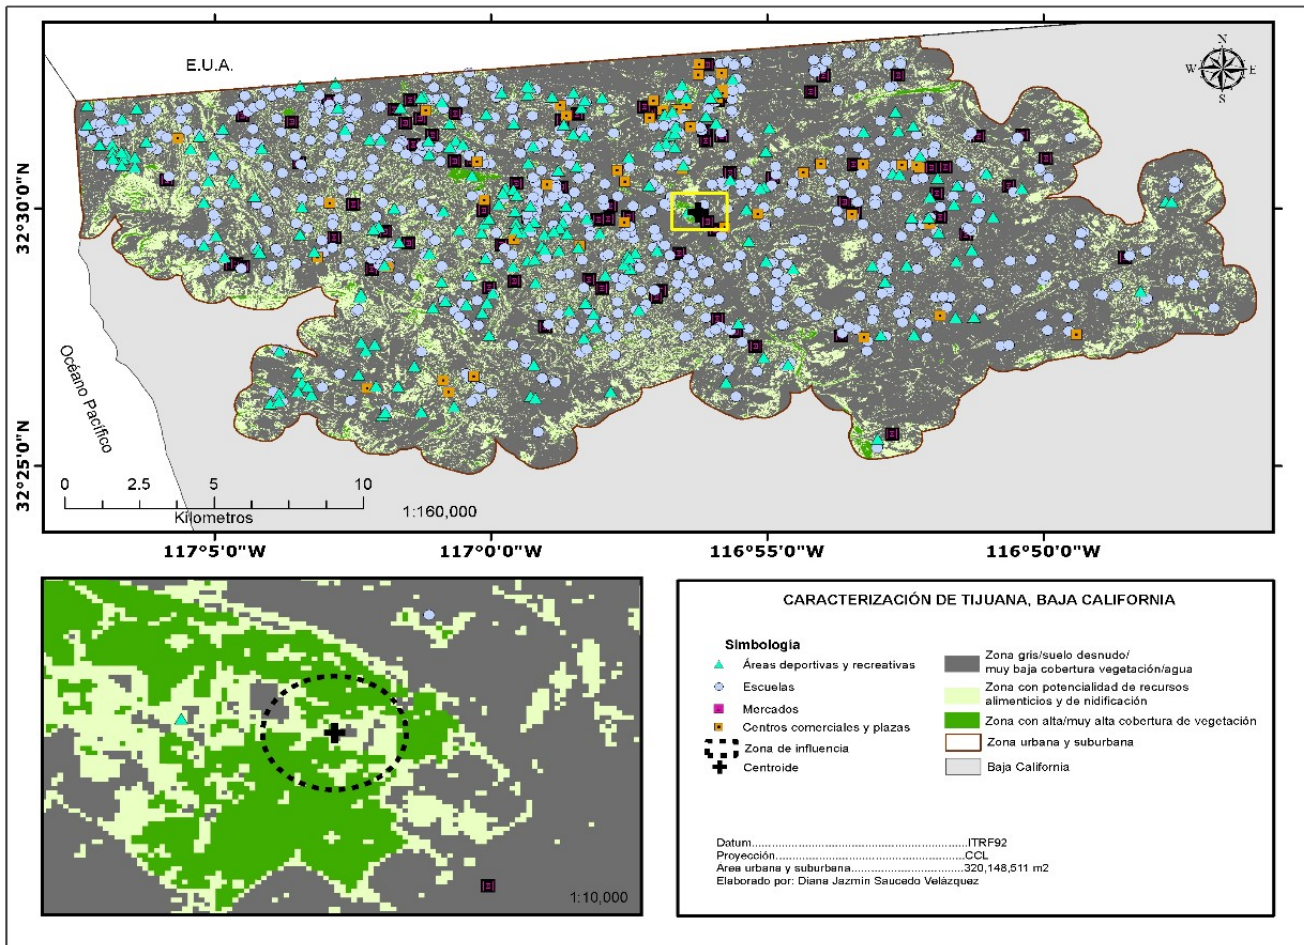 E.U.A.
N
W
E
S
32°30'0"N
Océano Pacífico
32°25'0"N
0
2.5
5
10
Kilometros
1:160,000
117°5'0"W
117°0'0"W
116°55'0"W
116°50'0"W
1:10,000
CARACTERIZACIÓN DE TIJUANA, BAJA CALIFORNIA
Simbología
Áreas deportivas y recreativas
Escuelas
Mercados
Centros comerciales y plazas
Zona de influencia
Centroide
Zona gris/suelo desnudo/
muy baja cobertura vegetación/agua
Zona con potencialidad de recursos
alimenticios y de nidificación
Zona con alta/muy alta cobertura de vegetación
Zona urbana y suburbana
Baja California
Datum......................................................ITRF92
Proyección.............................................CCL
Area urbana y suburbana...........................320,148,511 m2
Elaborado por: Diana Jazmin Saucedo Velázquez